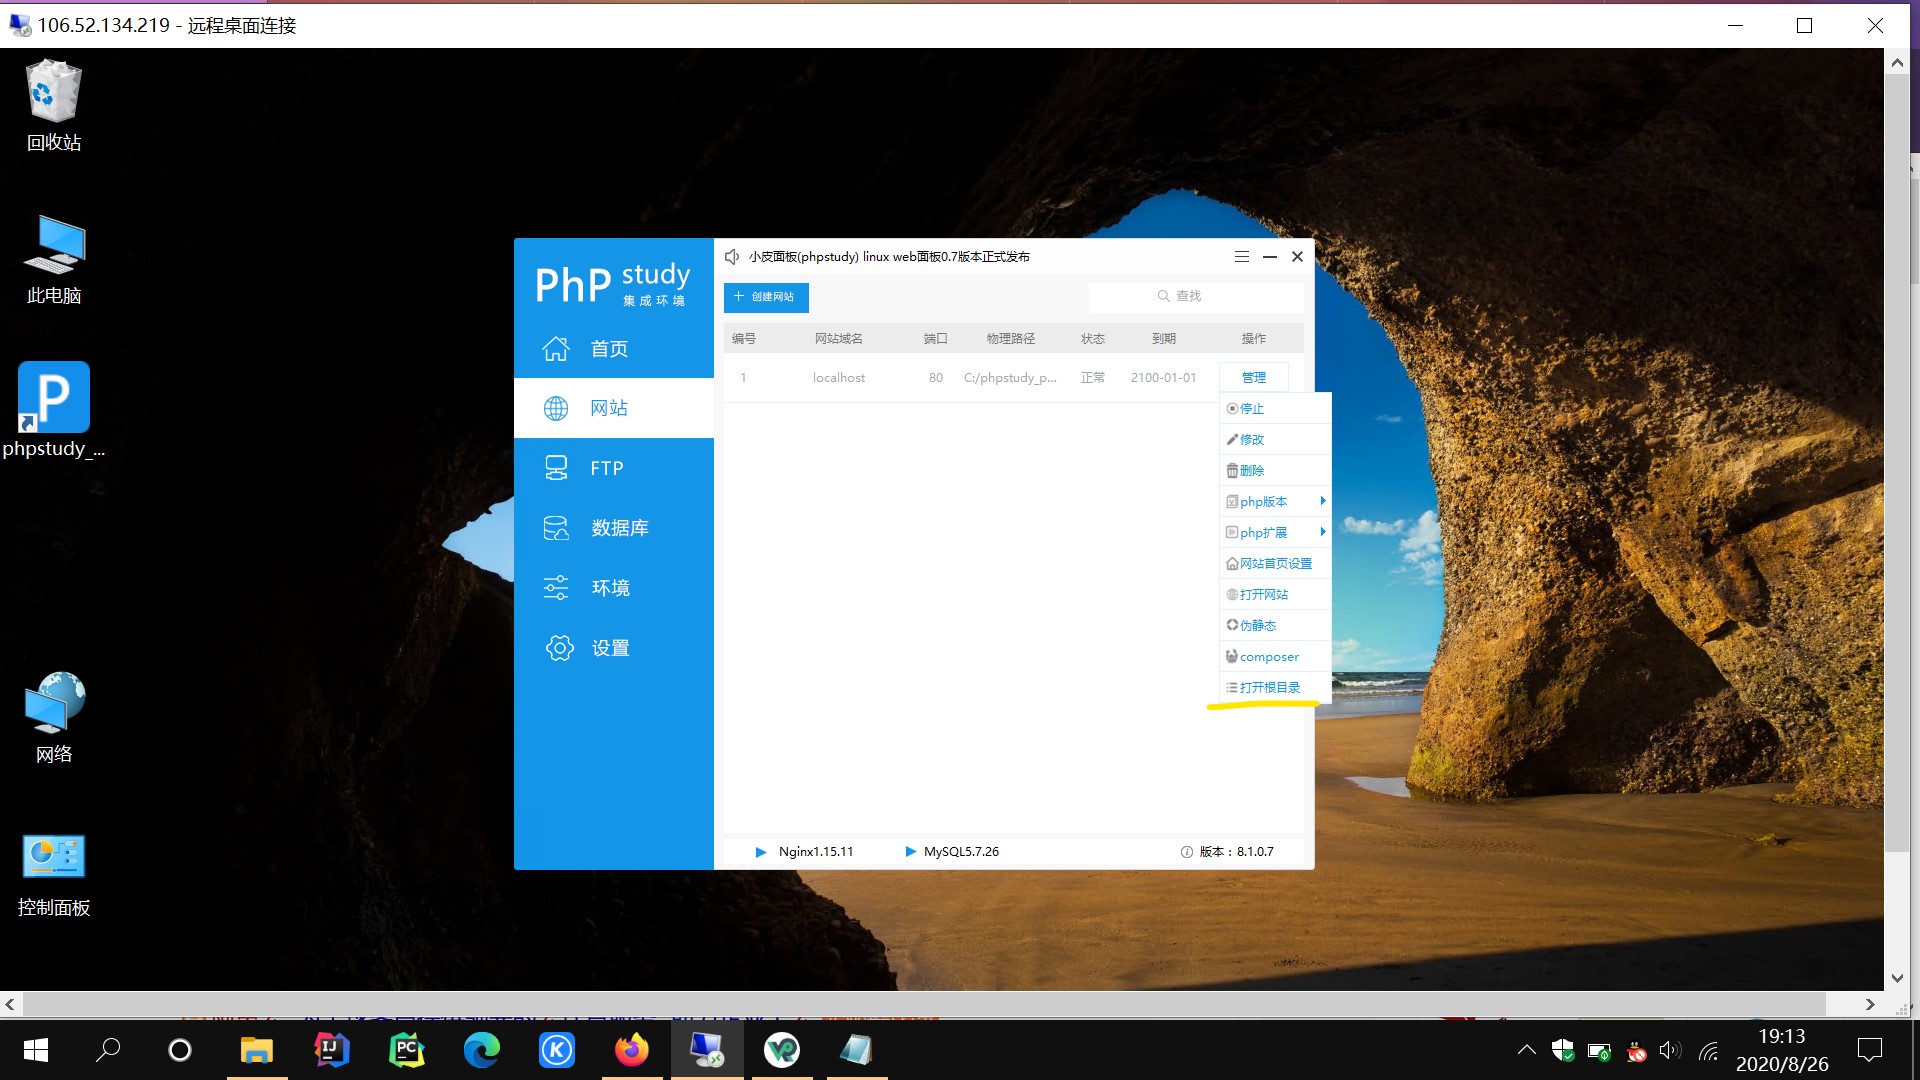 106.52.134.219 - 远程桌面连接
回收站
此电脑
phpstudy_...
网络
控制面板
PhP study
集成环境
首页
网站
FTP
数据库
环境
设置
小皮面板(phpstudy) linux web面板0.7版本正式发布
创建网站
查找
编号 网站域名 端口 物理路径 状态 到期 操作
1 localhost 80 C:/phpstudy_p... 正常 2100-01-01 管理
停止
修改
删除
php版本
php扩展
网站首页设置
打开网站
伪静态
composer
打开根目录
Nginx1.15.11 MySQL5.7.26 版本：8.1.0.7
19:13
2020/8/26